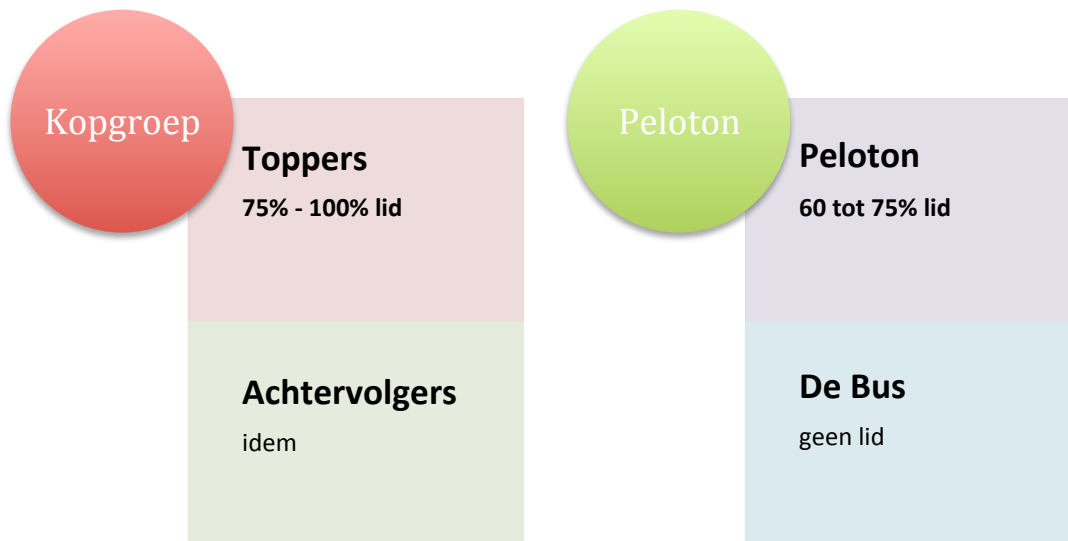 Kopgroep
Toppers
75% - 100% lid
Achtervolgers
idem
Peloton
Peloton
60 tot 75% lid
De Bus
geen lid